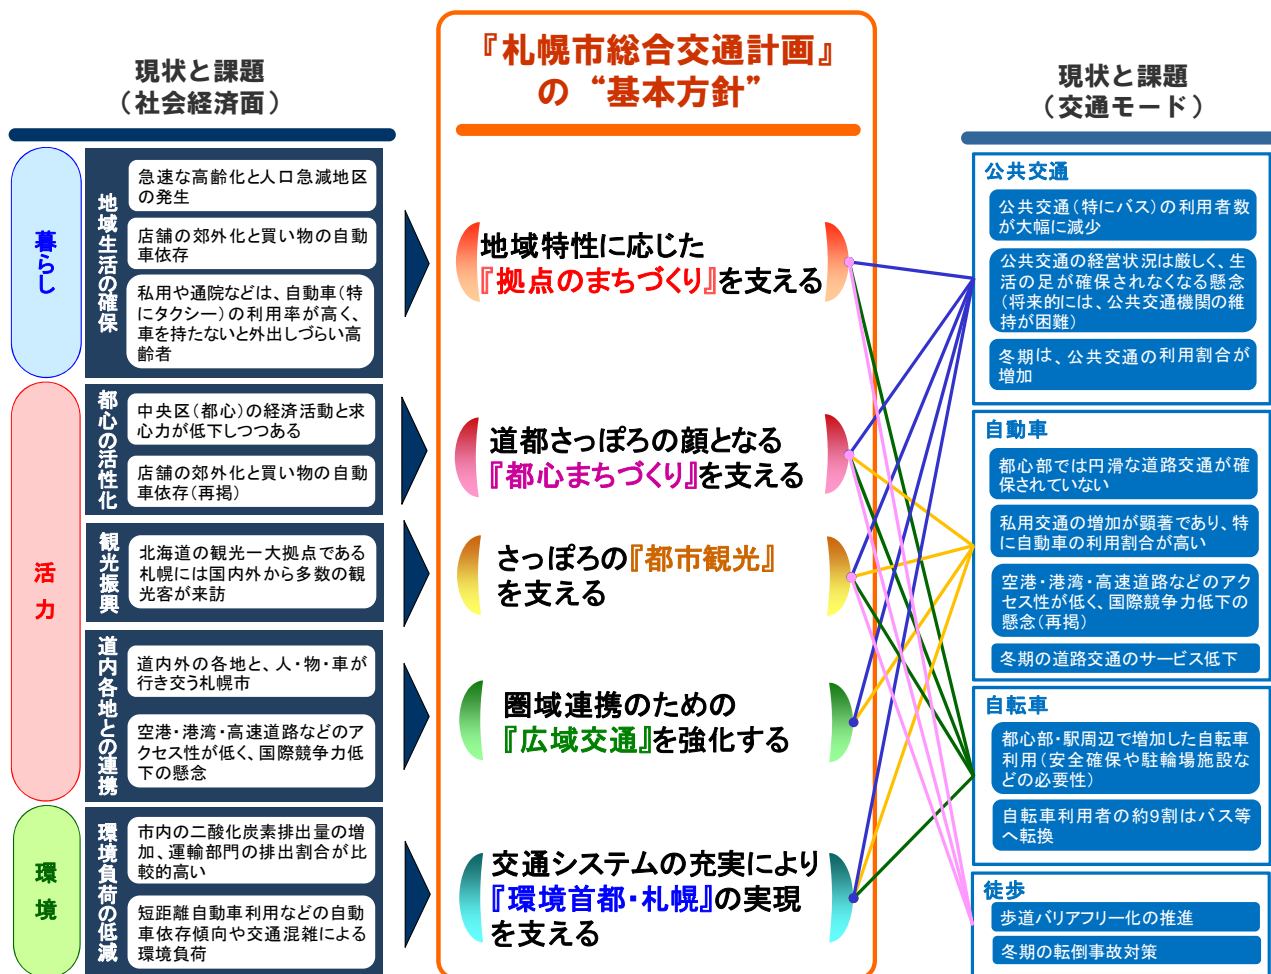 現状と課題
(社会経済面)
暮らし
地域生活の確保
急速な高齢化と人口急減地区
の発生
店舗の郊外化と買い物の自動
車依存
私用や通院などは、自動車(特
にタクシー)の利用率が高く、
車を持たないと外出しづらい高
齢者
活力
都心の活性化
中央区(都心)の経済活動と求
心力が低下しつつある
店舗の郊外化と買い物の自動
車依存(再掲)
観光振興
北海道の観光一大拠点である
札幌には国内外から多数の観
光客が来訪
道内各地との連携
道内外の各地と、人・物・車が
行き交う札幌市
空港・港湾・高速道路などのア
クセス性が低く、国際競争力低
下の懸念
環境
環境負荷の低減
市内の二酸化炭素排出量の増
加、運輸部門の排出割合が比
較的高い
短距離自動車利用などの自動
車依存傾向や交通混雑による
環境負荷
『札幌市総合交通計画』
の“基本方針”
地域特性に応じた
『拠点のまちづくり』を支える
道都さっぽろの顔となる
『都心まちづくり』を支える
さっぽろの『都市観光』
を支える
圏域連携のための
『広域交通』を強化する
交通システムの充実により
『環境首都・札幌』の実現
を支える
現状と課題
(交通モード)
公共交通
公共交通(特にバス)の利用者数
が大幅に減少
公共交通の経営状況は厳しく、生
活の足が確保されなくなる懸念
(将来的には、公共交通機関の維
持が困難)
冬期は、公共交通の利用割合が
増加
自動車
都心部では円滑な道路交通が確
保されていない
私用交通の増加が顕著であり、特
に自動車の利用割合が高い
空港・港湾・高速道路などのアク
セス性が低く、国際競争力低下の
懸念(再掲)
冬期の道路交通のサービス低下
自転車
都心部・駅周辺で増加した自転車
利用(安全確保や駐輪場施設な
どの必要性)
自転車利用者の約9割はバス等
へ転換
徒歩
歩道バリアフリー化の推進
冬期の転倒事故対策